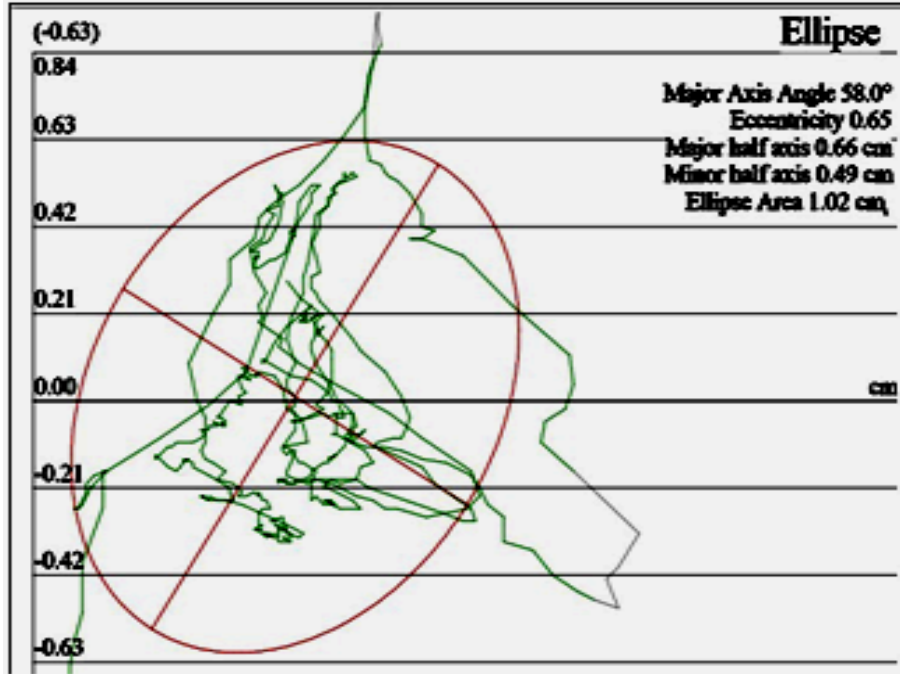 (-0.63)
Ellipse
0.84
Major Axis Angle 58.0°
Eccentricity 0.65
0.63
Major half axis 0.66 cm
Minor half axis 0.49 cm
Ellipse Area 1.02 cm,
0.42
0.21
0.00
cm
-0.21
-0.42
-0.63